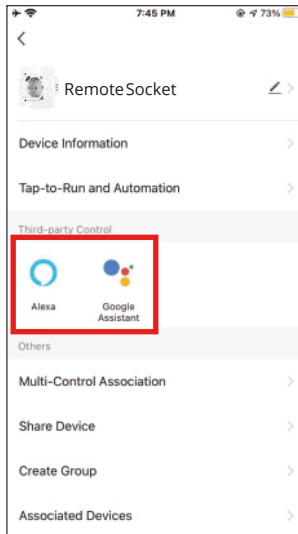 7:45 PM 73%
RemoteSocket
Device Information
Tap-to-Run and Automation
Third-party Control
Alexa
Google
Assistant
Others
Multi-Control Association
Share Device
Create Group
Associated Devices